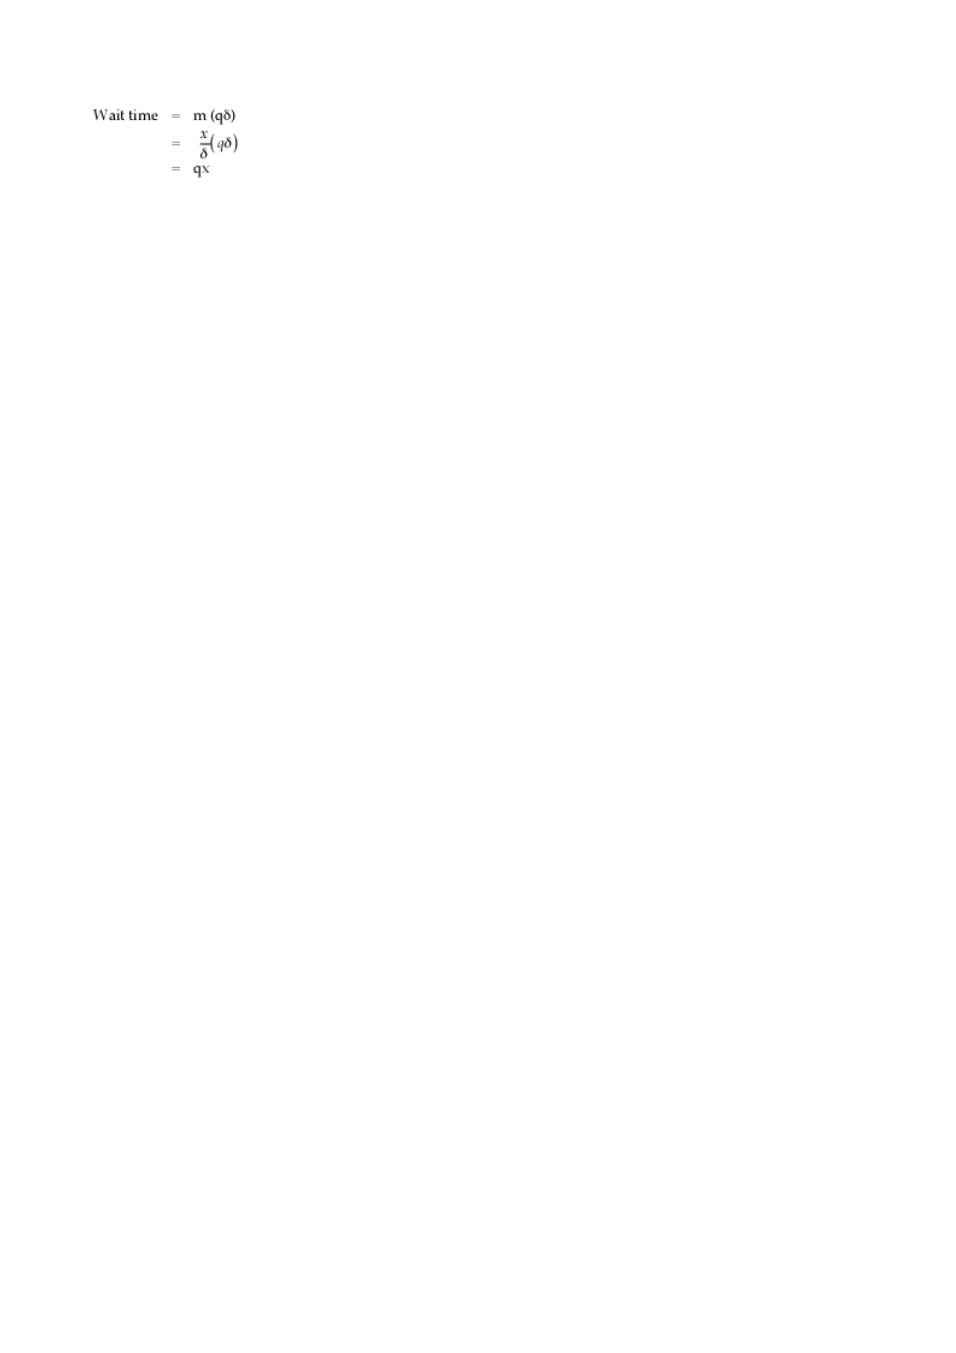 Wait time = m (qδ)
= x/δ (qδ)
= qx